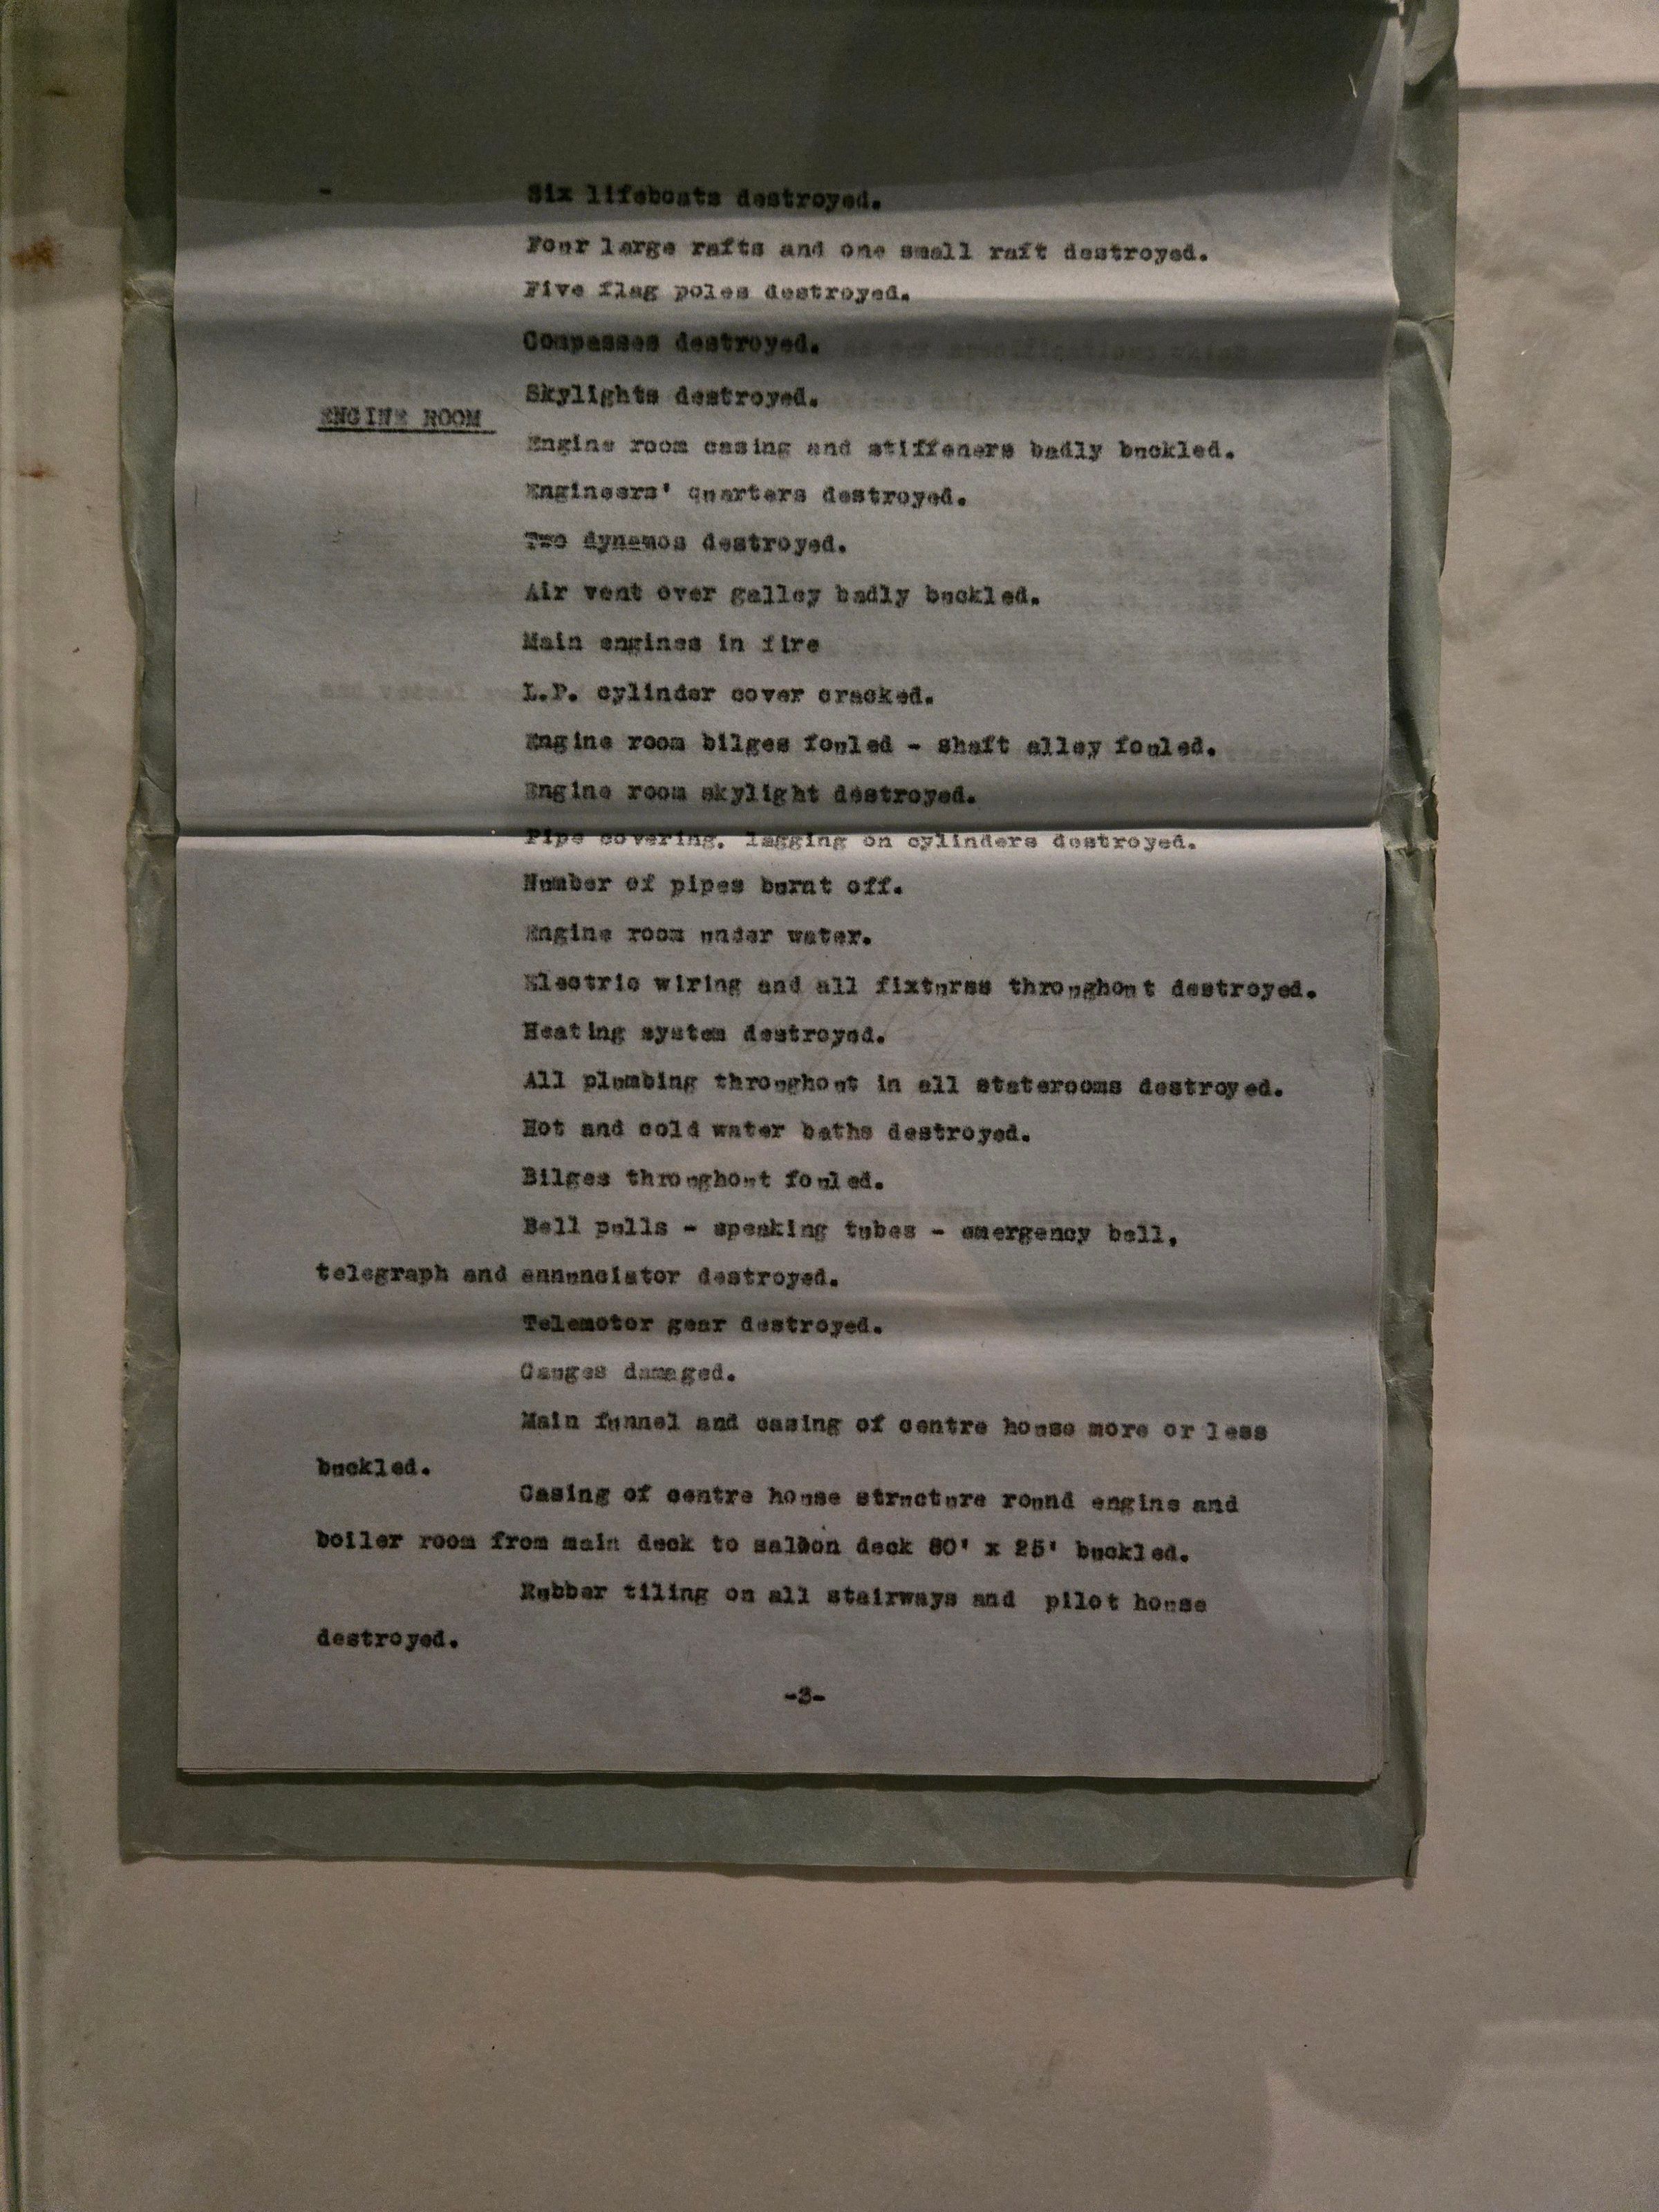 -
Six lifeboats destroyed.
Four large rafts and one small raft destroyed.
Five flag poles destroyed.
Compasses destroyed.
Skylights destroyed.
ENGINE ROOM
Engine room casing and stiffeners badly buckled.
Engineers' quarters destroyed.
Two dynamos destroyed.
Air vent over galley badly buckled.
Main engines in fire
L.P. cylinder cover cracked.
Engine room bilges fouled - shaft alley fouled.
Engine room skylight destroyed.
Pipe covering, lagging on cylinders destroyed.
Number of pipes burnt off.
Engine room under water.
Electric wiring and all fixtures throughout destroyed.
Heating system destroyed.
All plumbing throughout in all staterooms destroyed.
Hot and cold water baths destroyed.
Bilges throughout fouled.
Bell pulls - speaking tubes - emergency bell,
telegraph and annunciator destroyed.
Telemotor gear destroyed.
Gauges damaged.
Main funnel and casing of centre house more or less
buckled.
Casing of centre house structure round engine and
boiler room from main deck to saloon deck 80' x 25' buckled.
Rubber tiling on all stairways and pilot house
destroyed.
-3-